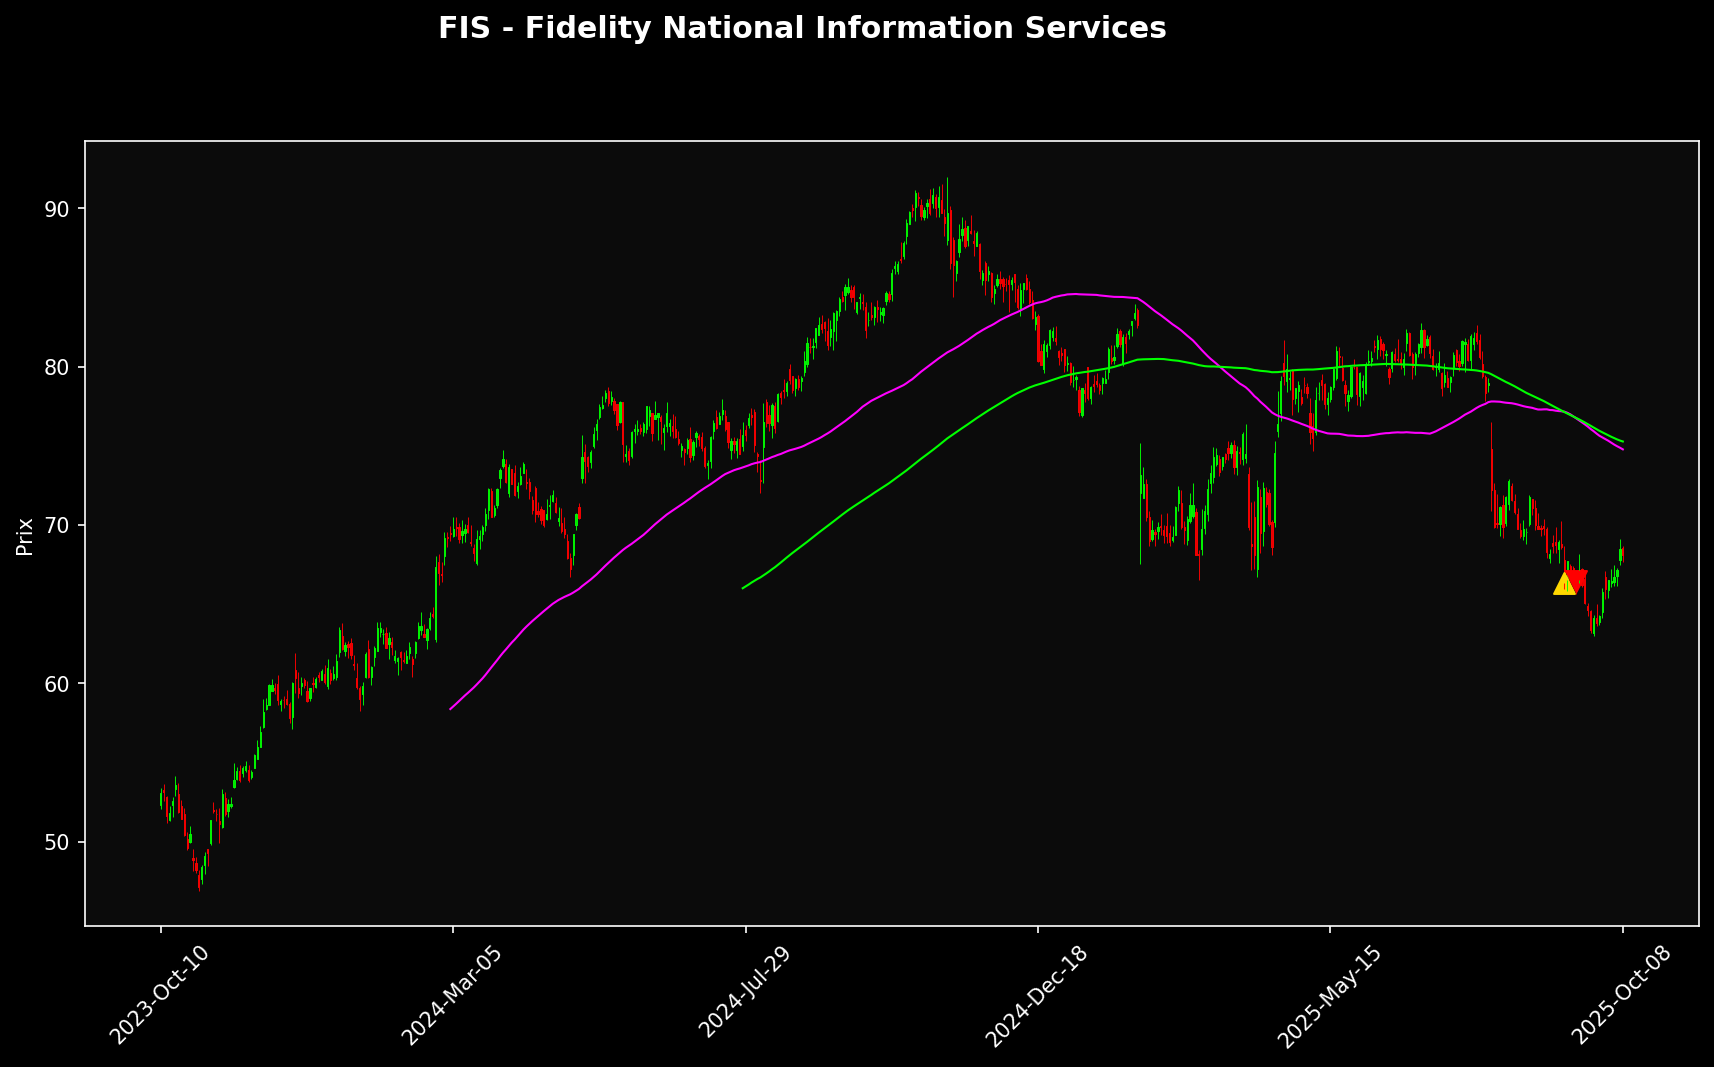 FIS - Fidelity National Information Services
Prix
90
80
70
60
50
2023-Oct-10
2024-Mar-05
2024-Jul-29
2024-Dec-18
2025-May-15
2025-Oct-08